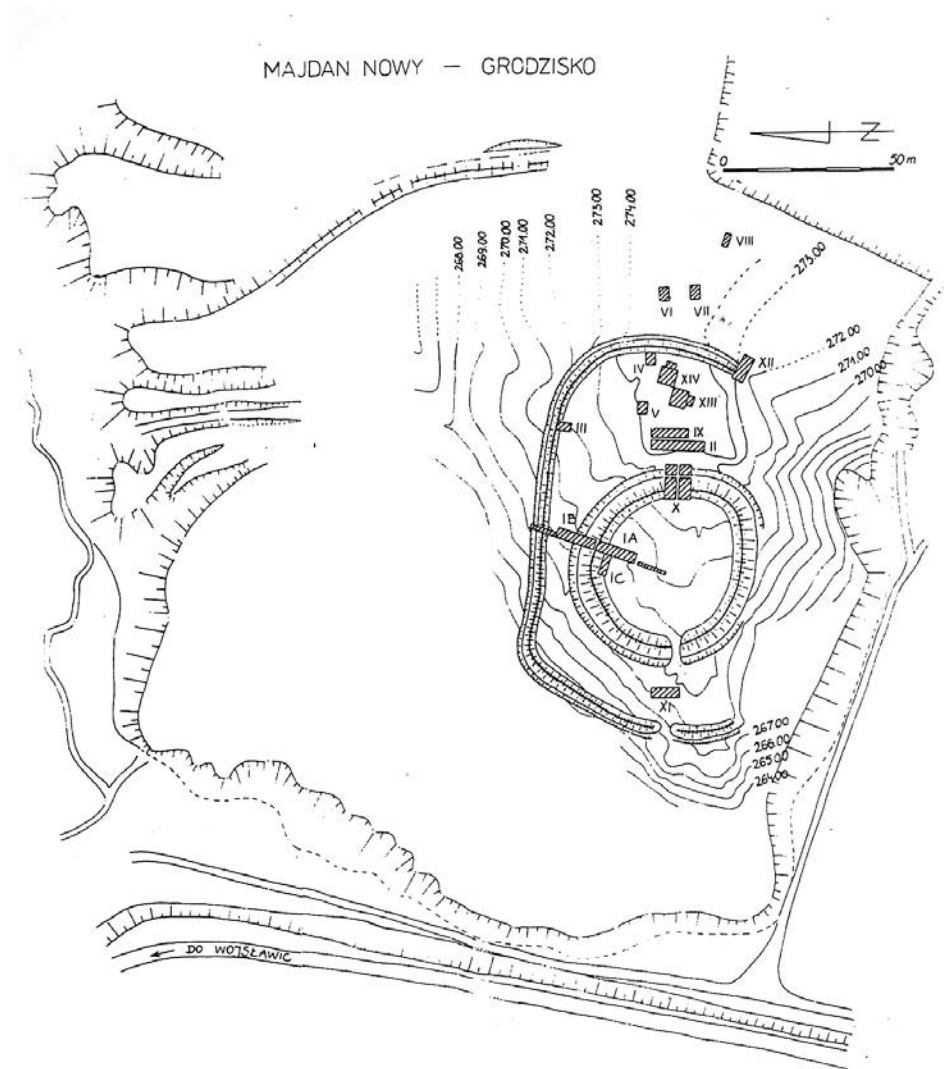 MAJDAN NOWY – GRODZISKO
N
0 50 m
268.00
269.00
270.00
271.00
272.00
273.00
274.00
VIII
273.00
VI
VII
272.00
271.00
270.00
XII
IV
XIV
XIII
V
III
IX
II
X
IB
IA
IC
XI
267.00
266.00
265.00
264.00
← DO WOJSŁAWIC